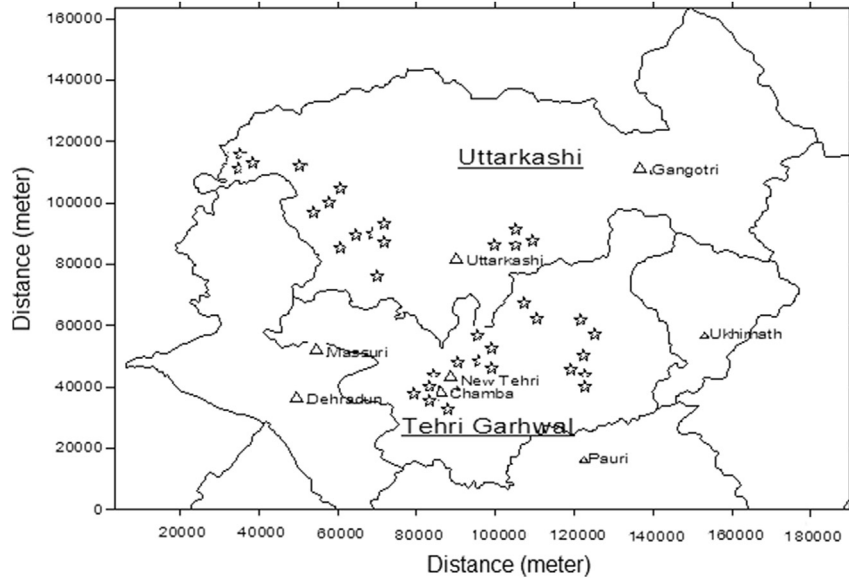 160000
140000
120000
100000
80000
60000
40000
20000
0
Distance (meter)
Uttarkashi
Gangotri
Uttarkashi
Ukhimath
Massuri
New Tehri
Dehradun
Chamba
Tehri Garhwal
Pauri
20000 40000 60000 80000 100000 120000 140000 160000 180000
Distance (meter)